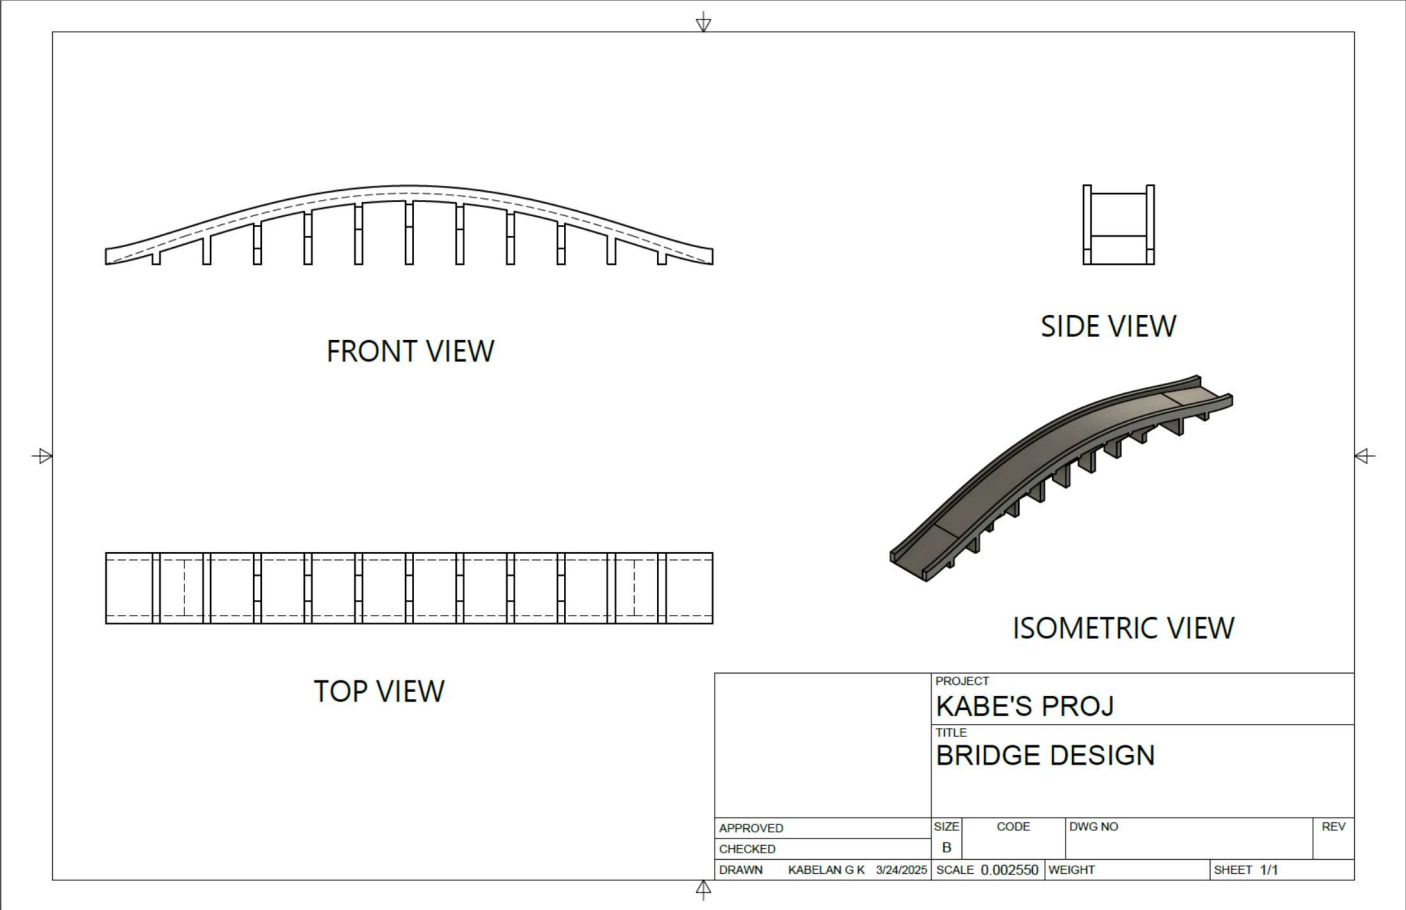 FRONT VIEW
SIDE VIEW
ISOMETRIC VIEW
TOP VIEW
PROJECT
KABE'S PROJ
TITLE
BRIDGE DESIGN
APPROVED
CHECKED
DRAWN KABELAN G K 3/24/2025
SIZE CODE DWG NO REV
B
SCALE 0.002550 WEIGHT SHEET 1/1